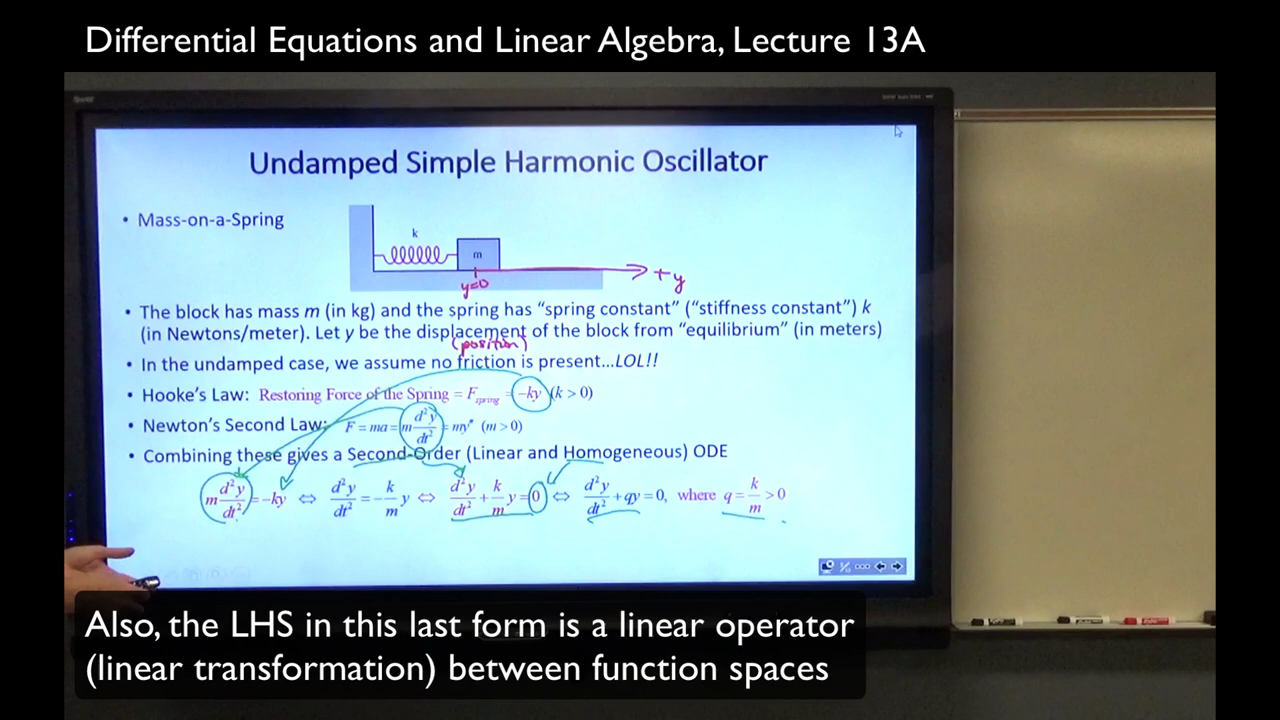 Differential Equations and Linear Algebra, Lecture 13A
Undamped Simple Harmonic Oscillator
• Mass-on-a-Spring
k
m
y=0
+y
• The block has mass m (in kg) and the spring has “spring constant” (“stiffness constant”) k
(in Newtons/meter). Let y be the displacement of the block from “equilibrium” (in meters)
(position)
• In the undamped case, we assume no friction is present...LOL!!
• Hooke's Law: Restoring Force of the Spring = F_spring = -ky (k > 0)
• Newton's Second Law: F = ma = m d²y/dt² = my″ (m > 0)
• Combining these gives a Second-Order (Linear and Homogeneous) ODE
m d²y/dt² = -ky ⇔ d²y/dt² = -k/m y ⇔ d²y/dt² + k/m y = 0 ⇔ d²y/dt² + qy = 0, where q = k/m > 0
Also, the LHS in this last form is a linear operator
(linear transformation) between function spaces